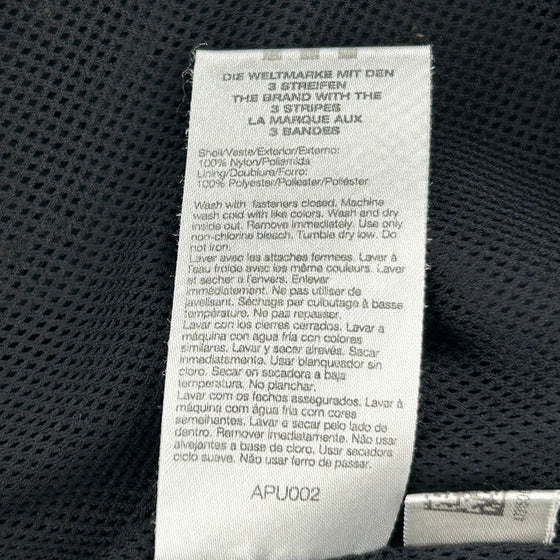 DIE WELTMARKE MIT DEN
3 STREIFEN
THE BRAND WITH THE
3 STRIPES
LA MARQUE AUX
3 BANDES
Shell/Veste/Exterior/Externo:
100% Nylon/Poliamida
Lining/Doublure/Forro:
100% Polyester/Poliester/Poliéster
Wash with fasteners closed. Machine
wash cold with like colors. Wash and dry
inside out. Remove immediately. Use only
non-chlorine bleach. Tumble dry low. Do
not iron.
Laver avec les attaches fermees. Laver à
l'eau froide avec les même couleurs. Laver
et secher a l'envers. Enlever
immédiatement. Ne pas utiliser de
javellisant. Séchage par culbutage à basse
température. Ne pas repasser.
Lavar con los cierres cerrados. Lavar a
máquina con agua fría con colores
similares. Lavar y secar alrevés. Sacar
inmediatamente. Usar blanqueador sin
cloro. Secar en secadora a baja
temperatura. No planchar.
Lavar com os fechos assegurados. Lavar à
máquina com água fria com cores
semelhantes. Lavar e secar pelo lado de
dentro. Remover imediatamente. Não usar
alvejantes a base de cloro. Usar secadora
ciclo suave. Não usar ferro de passar.
APU002